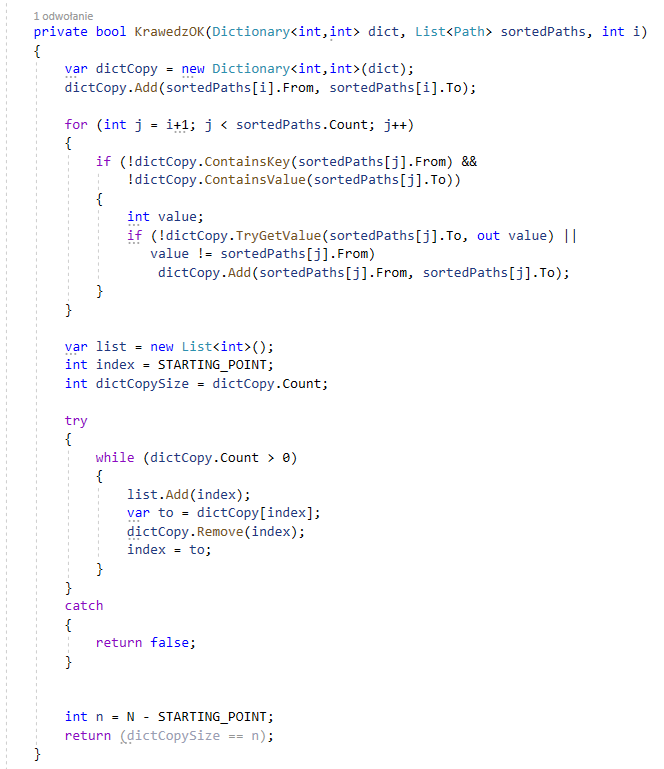 1 odwołanie
private bool KrawedzOK(Dictionary<int,int> dict, List<Path> sortedPaths, int i)
{
    var dictCopy = new Dictionary<int,int>(dict);
    dictCopy.Add(sortedPaths[i].From, sortedPaths[i].To);

    for (int j = i+1; j < sortedPaths.Count; j++)
    {
        if (!dictCopy.ContainsKey(sortedPaths[j].From) &&
            !dictCopy.ContainsValue(sortedPaths[j].To))
        {
            int value;
            if (!dictCopy.TryGetValue(sortedPaths[j].To, out value) ||
               value != sortedPaths[j].From)
                dictCopy.Add(sortedPaths[j].From, sortedPaths[j].To);
        }
    }

    var list = new List<int>();
    int index = STARTING_POINT;
    int dictCopySize = dictCopy.Count;

    try
    {
        while (dictCopy.Count > 0)
        {
            list.Add(index);
            var to = dictCopy[index];
            dictCopy.Remove(index);
            index = to;
        }
    }
    catch
    {
        return false;
    }


    int n = N - STARTING_POINT;
    return (dictCopySize == n);
}